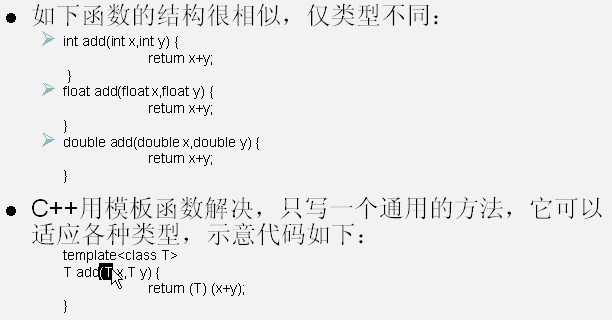 如下函数的结构很相似，仅类型不同：
int add(int x,int y) {
return x+y;
}
float add(float x,float y) {
return x+y;
}
double add(double x,double y) {
return x+y;
}
C++用模板函数解决，只写一个通用的方法，它可以
适应各种类型，示意代码如下：
template<class T>
T add(T x,T y) {
return (T) (x+y);
}